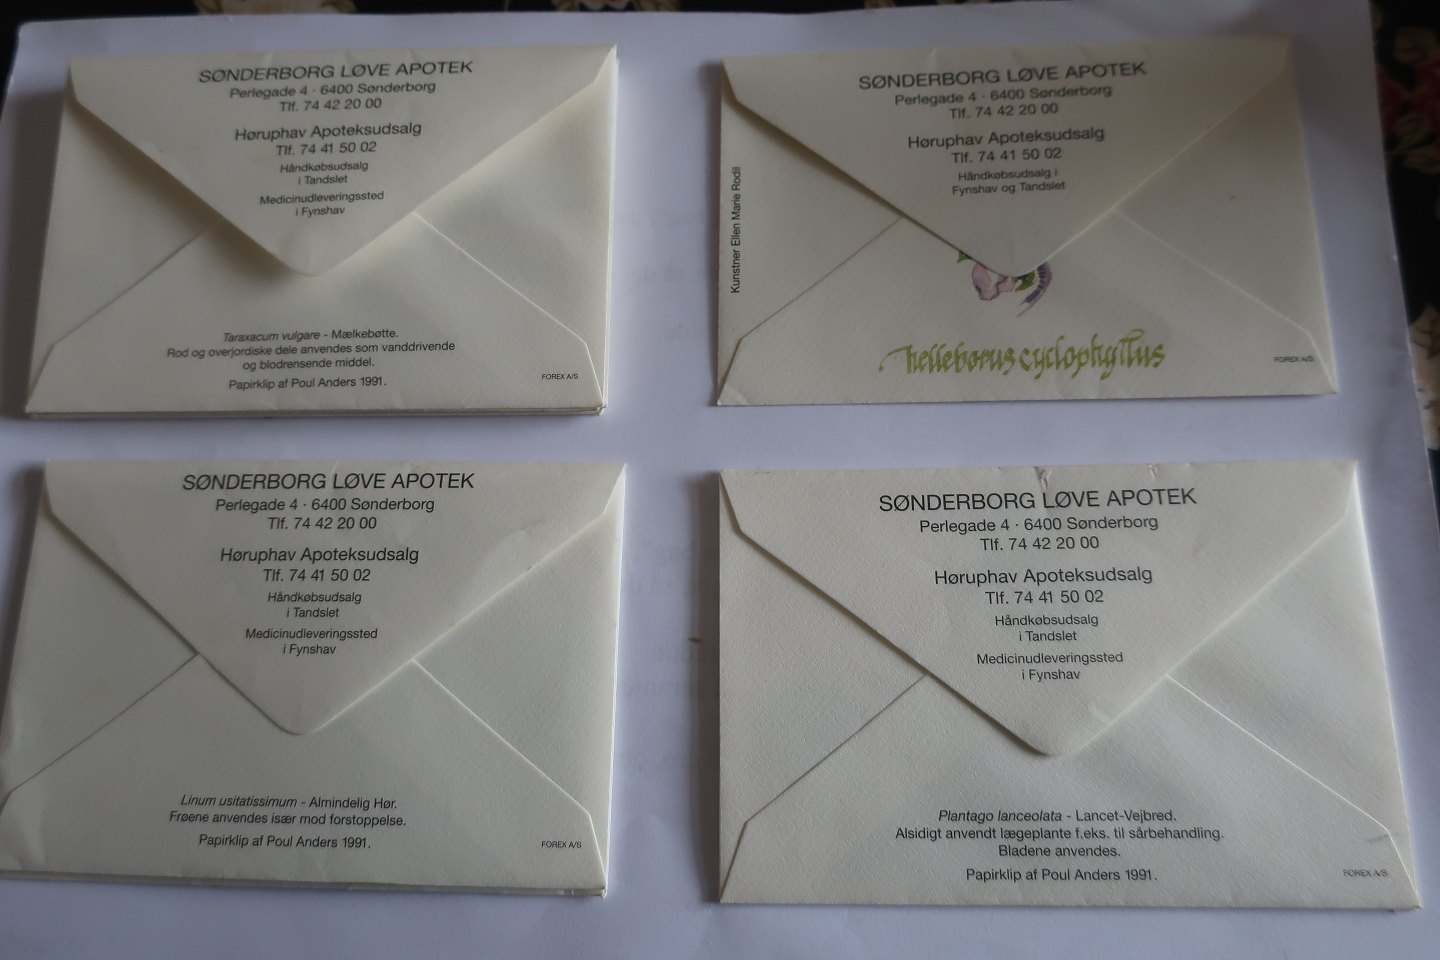 SØNDERBORG LØVE APOTEK
Perlegade 4 · 6400 Sønderborg
Tlf. 74 42 20 00
Høruphav Apoteksudsalg
Tlf. 74 41 50 02
Håndkøbsudsalg
i Tandslet
Medicinudleveringssted
i Fynshav
Taraxacum vulgare - Mælkebøtte.
Rod og overjordiske dele anvendes som vanddrivende
og blodrensende middel.
Papirklip af Poul Anders 1991.
FOREX A/S
SØNDERBORG LØVE APOTEK
Perlegade 4 · 6400 Sønderborg
Tlf. 74 42 20 00
Høruphav Apoteksudsalg
Tlf. 74 41 50 02
Håndkøbsudsalg i
Fynshav og Tandslet
Kunstner Ellen Marie Rodil
helleborus cyclophyllus
FOREX A/S
SØNDERBORG LØVE APOTEK
Perlegade 4 · 6400 Sønderborg
Tlf. 74 42 20 00
Høruphav Apoteksudsalg
Tlf. 74 41 50 02
Håndkøbsudsalg
i Tandslet
Medicinudleveringssted
i Fynshav
Linum usitatissimum - Almindelig Hør.
Frøene anvendes især mod forstoppelse.
Papirklip af Poul Anders 1991.
FOREX A/S
SØNDERBORG LØVE APOTEK
Perlegade 4 · 6400 Sønderborg
Tlf. 74 42 20 00
Høruphav Apoteksudsalg
Tlf. 74 41 50 02
Håndkøbsudsalg
i Tandslet
Medicinudleveringssted
i Fynshav
Plantago lanceolata - Lancet-Vejbred.
Alsidigt anvendt lægeplante f.eks. til sårbehandling.
Bladene anvendes.
Papirklip af Poul Anders 1991.
FOREX A/S